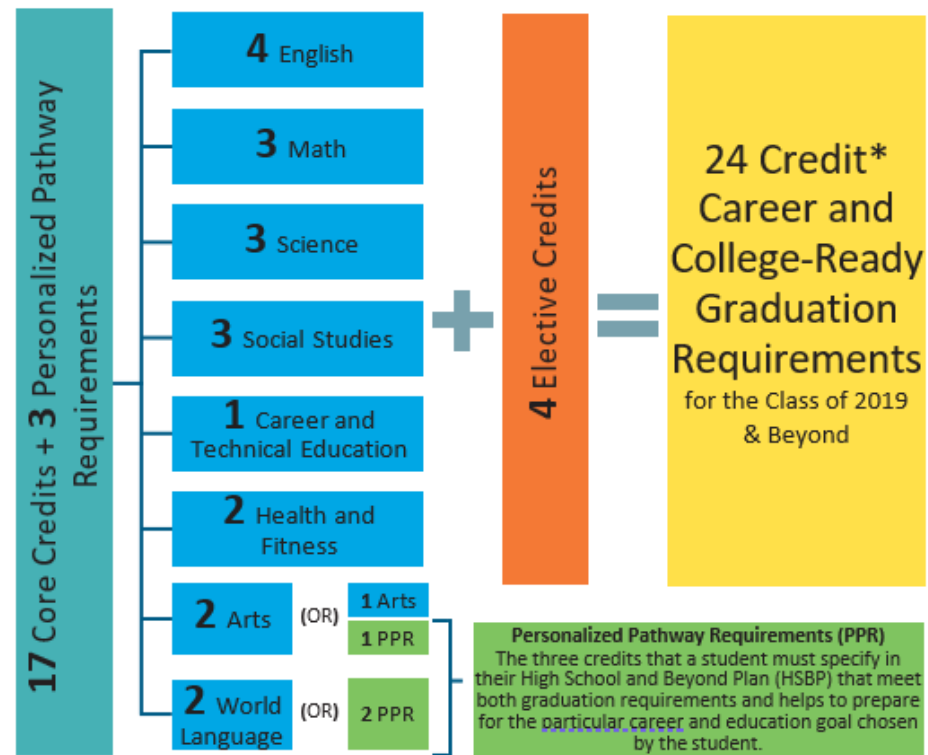 17 Core Credits + 3 Personalized Pathway
Requirements
4 English
3 Math
3 Science
3 Social Studies
1 Career and
Technical Education
2 Health and
Fitness
2 Arts
(OR)
1 Arts
1 PPR
2 World
Language
(OR)
2 PPR
+
4 Elective Credits
=
24 Credit*
Career and
College-Ready
Graduation
Requirements
for the Class of 2019
& Beyond
Personalized Pathway Requirements (PPR)
The three credits that a student must specify in
their High School and Beyond Plan (HSBP) that meet
both graduation requirements and helps to prepare
for the particular career and education goal chosen
by the student.